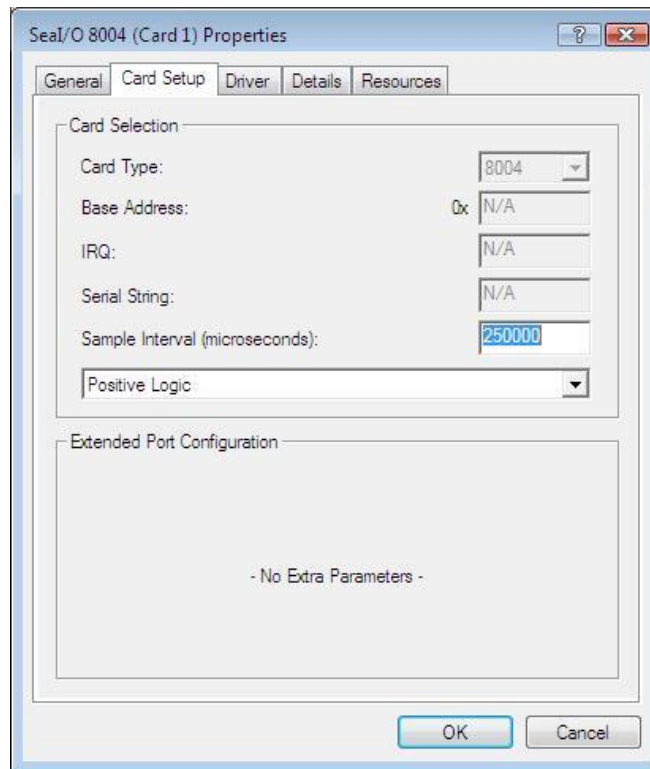 SeaI/O 8004 (Card 1) Properties
?
General Card Setup Driver Details Resources
Card Selection
Card Type: 8004
Base Address: 0x N/A
IRQ: N/A
Serial String: N/A
Sample Interval (microseconds): 250000
Positive Logic
Extended Port Configuration
- No Extra Parameters -
OK Cancel